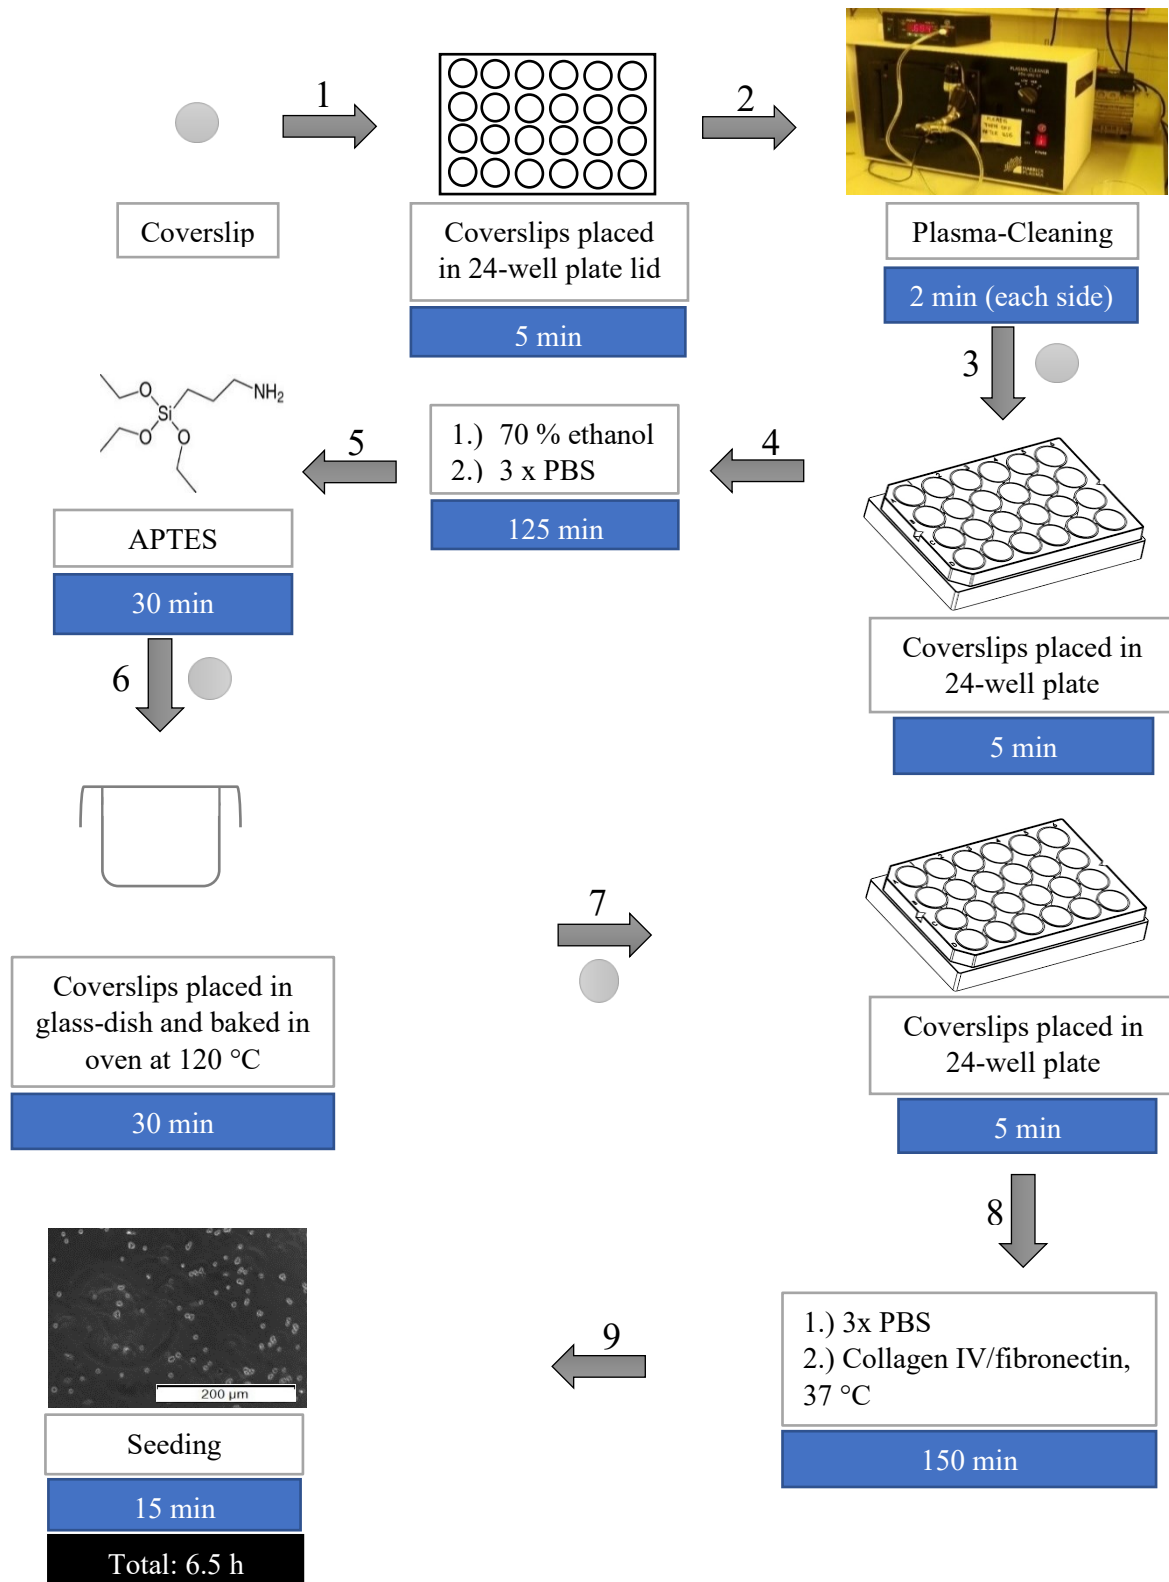 1
2
Coverslip
Coverslips placed
in 24-well plate lid
5 min
PLASMA CLEANER
HARRICK
PLASMA
Plasma-Cleaning
2 min (each side)
3
Coverslips placed in
24-well plate
5 min
4
1.) 70 % ethanol
2.) 3 x PBS
125 min
5
O
Si
NH2
O
O
APTES
30 min
6
Coverslips placed in
glass-dish and baked in
oven at 120 °C
30 min
7
Coverslips placed in
24-well plate
5 min
8
1.) 3x PBS
2.) Collagen IV/fibronectin,
37 °C
150 min
9
200 µm
Seeding
15 min
Total: 6.5 h